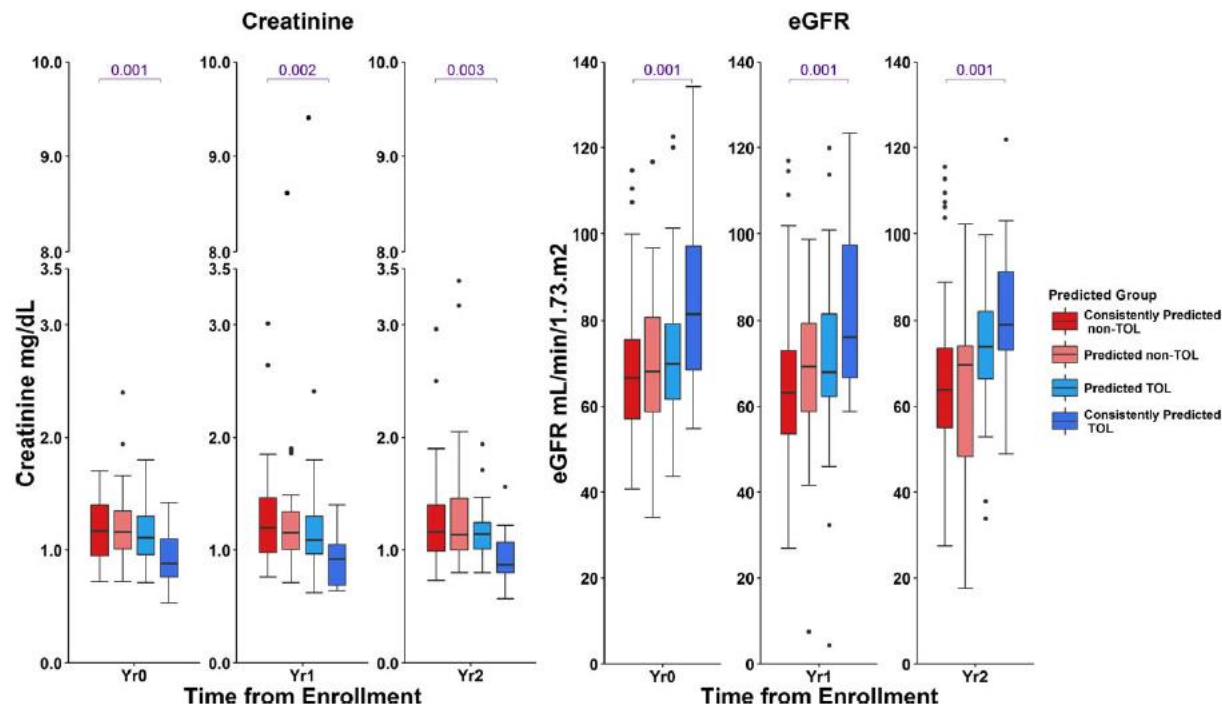 Creatinine
eGFR
Creatinine mg/dL
10.0
9.0
8.0
3.5
3.0
2.0
1.0
0.0
0.001
Yr0
10.0
9.0
8.0
3.5
3.0
2.0
1.0
0.0
0.002
Yr1
10.0
9.0
8.0
3.5
3.0
2.0
1.0
0.0
0.003
Yr2
Time from Enrollment
eGFR mL/min/1.73.m2
140
120
100
80
60
40
20
0
0.001
Yr0
140
120
100
80
60
40
20
0
0.001
Yr1
140
120
100
80
60
40
20
0
0.001
Yr2
Time from Enrollment
Predicted Group
Consistently Predicted
non-TOL
Predicted non-TOL
Predicted TOL
Consistently Predicted
TOL